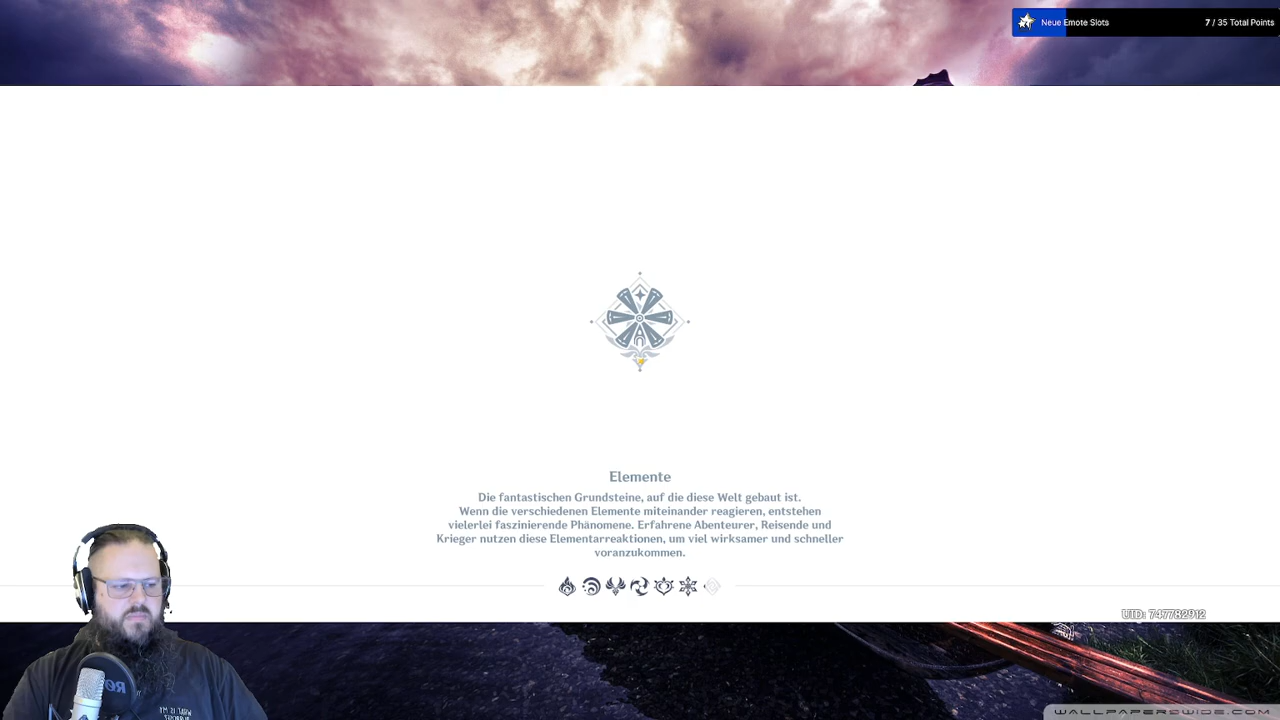 Neue Emote Slots
7 / 35 Total Points
Elemente
Die fantastischen Grundsteine, auf die diese Welt gebaut ist.
Wenn die verschiedenen Elemente miteinander reagieren, entstehen
vielerlei faszinierende Phänomene. Erfahrene Abenteurer, Reisende und
Krieger nutzen diese Elementarreaktionen, um viel wirksamer und schneller
voranzukommen.
UID: 747782912
WALLPAPERSWIDE.COM